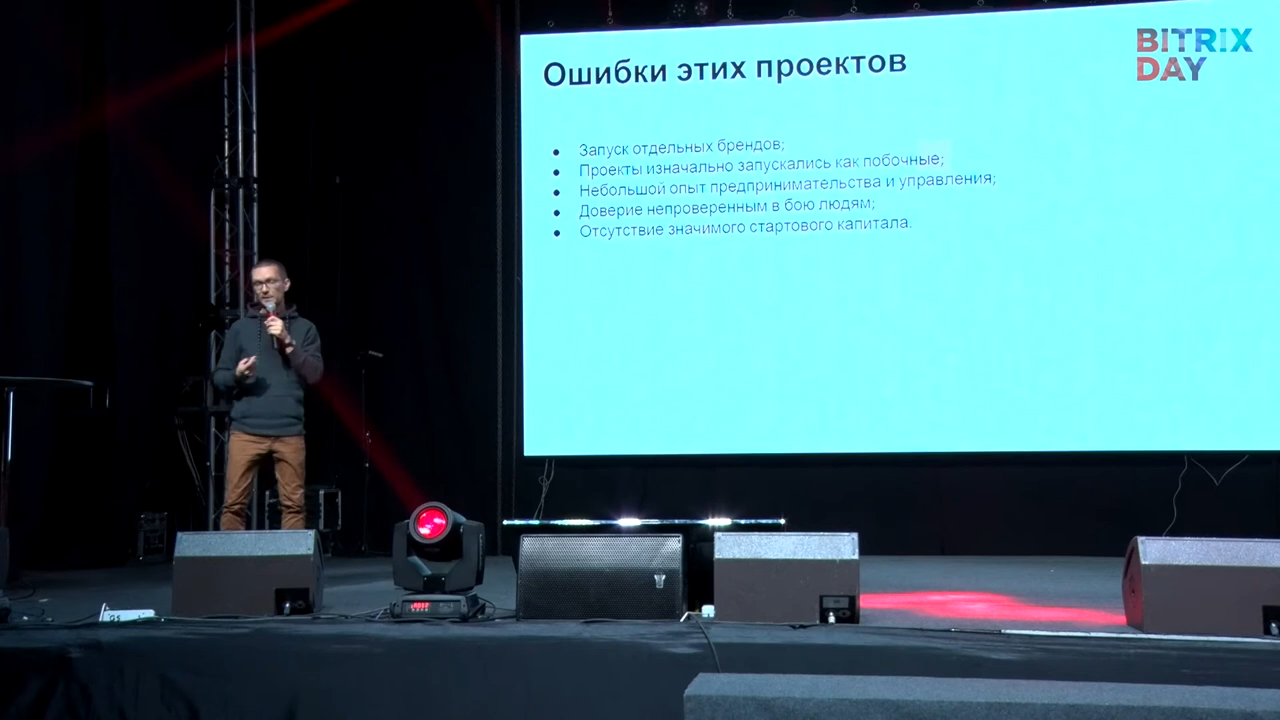 BITRIX
DAY
Ошибки этих проектов
Запуск отдельных брендов;
Проекты изначально запускались как побочные;
Небольшой опыт предпринимательства и управления;
Доверие непроверенным в бою людям;
Отсутствие значимого стартового капитала.